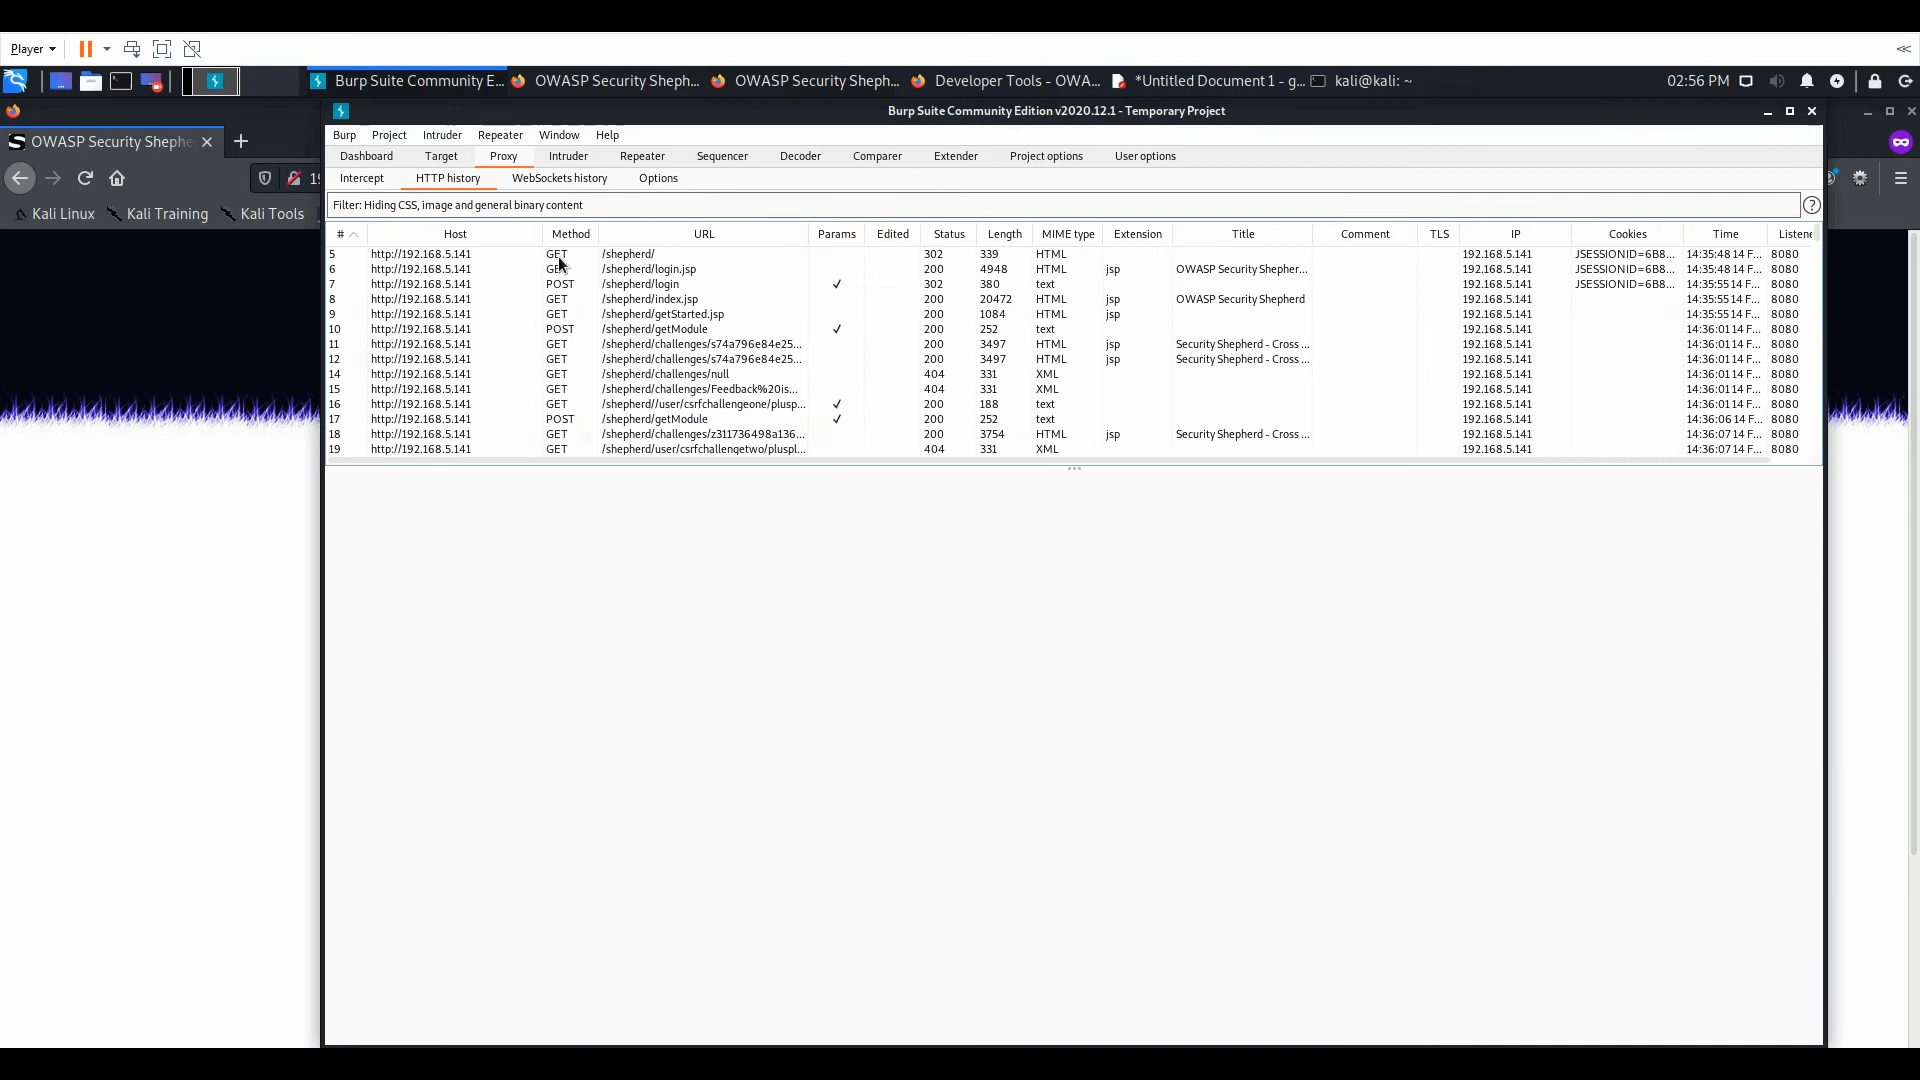 Player
Burp Suite Community E... OWASP Security Sheph... OWASP Security Sheph... Developer Tools - OWA... *Untitled Document 1 - g... kali@kali: ~ 02:56 PM
Burp Suite Community Edition v2020.12.1 - Temporary Project
Burp Project Intruder Repeater Window Help
OWASP Security Shephe
Dashboard Target Proxy Intruder Repeater Sequencer Decoder Comparer Extender Project options User options
Intercept HTTP history WebSockets history Options
19
Kali Linux Kali Training Kali Tools
Filter: Hiding CSS, image and general binary content ?
# Host Method URL Params Edited Status Length MIME type Extension Title Comment TLS IP Cookies Time Listene
5 http://192.168.5.141 GET /shepherd/ 302 339 HTML 192.168.5.141 JSESSIONID=6B8... 14:35:48 14 F... 8080
6 http://192.168.5.141 GET /shepherd/login.jsp 200 4948 HTML jsp OWASP Security Shepher... 192.168.5.141 JSESSIONID=6B8... 14:35:48 14 F... 8080
7 http://192.168.5.141 POST /shepherd/login ✓ 302 380 text 192.168.5.141 JSESSIONID=6B8... 14:35:55 14 F... 8080
8 http://192.168.5.141 GET /shepherd/index.jsp 200 20472 HTML jsp OWASP Security Shepherd 192.168.5.141 14:35:55 14 F... 8080
9 http://192.168.5.141 GET /shepherd/getStarted.jsp 200 1084 HTML jsp 192.168.5.141 14:35:55 14 F... 8080
10 http://192.168.5.141 POST /shepherd/getModule ✓ 200 252 text 192.168.5.141 14:36:01 14 F... 8080
11 http://192.168.5.141 GET /shepherd/challenges/s74a796e84e25... 200 3497 HTML jsp Security Shepherd - Cross ... 192.168.5.141 14:36:01 14 F... 8080
12 http://192.168.5.141 GET /shepherd/challenges/s74a796e84e25... 200 3497 HTML jsp Security Shepherd - Cross ... 192.168.5.141 14:36:01 14 F... 8080
14 http://192.168.5.141 GET /shepherd/challenges/null 404 331 XML 192.168.5.141 14:36:01 14 F... 8080
15 http://192.168.5.141 GET /shepherd/challenges/Feedback%20is... 404 331 XML 192.168.5.141 14:36:01 14 F... 8080
16 http://192.168.5.141 GET /shepherd//user/csrfchallengeone/plusp... ✓ 200 188 text 192.168.5.141 14:36:01 14 F... 8080
17 http://192.168.5.141 POST /shepherd/getModule ✓ 200 252 text 192.168.5.141 14:36:06 14 F... 8080
18 http://192.168.5.141 GET /shepherd/challenges/z311736498a136... 200 3754 HTML jsp Security Shepherd - Cross ... 192.168.5.141 14:36:07 14 F... 8080
19 http://192.168.5.141 GET /shepherd/user/csrfchallengetwo/pluspl... 404 331 XML 192.168.5.141 14:36:07 14 F... 8080